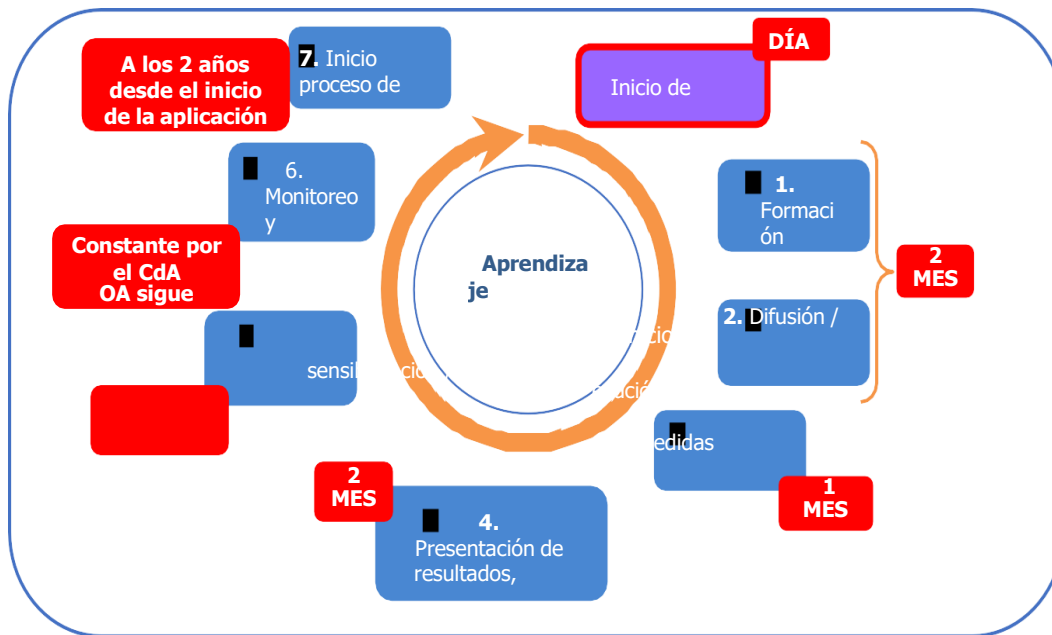 DÍA
Inicio de
1.
Formaci
ón
2
MES
2. Difusión /
edidas
1
MES
4.
Presentación de
resultados,
2
MES
Constante por
el CdA
OA sigue
6.
Monitoreo
y
7. Inicio
proceso de
A los 2 años
desde el inicio
de la aplicación
Aprendiza
je